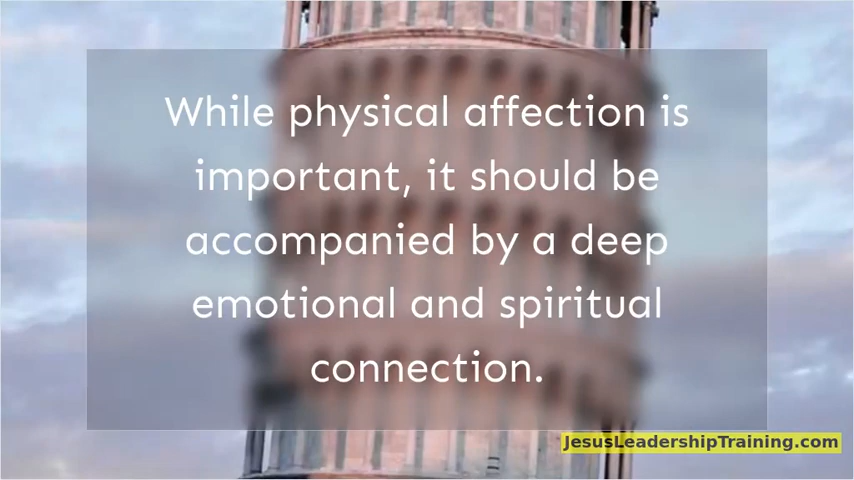 While physical affection is
important, it should be
accompanied by a deep
emotional and spiritual
connection.
JesusLeadershipTraining.com